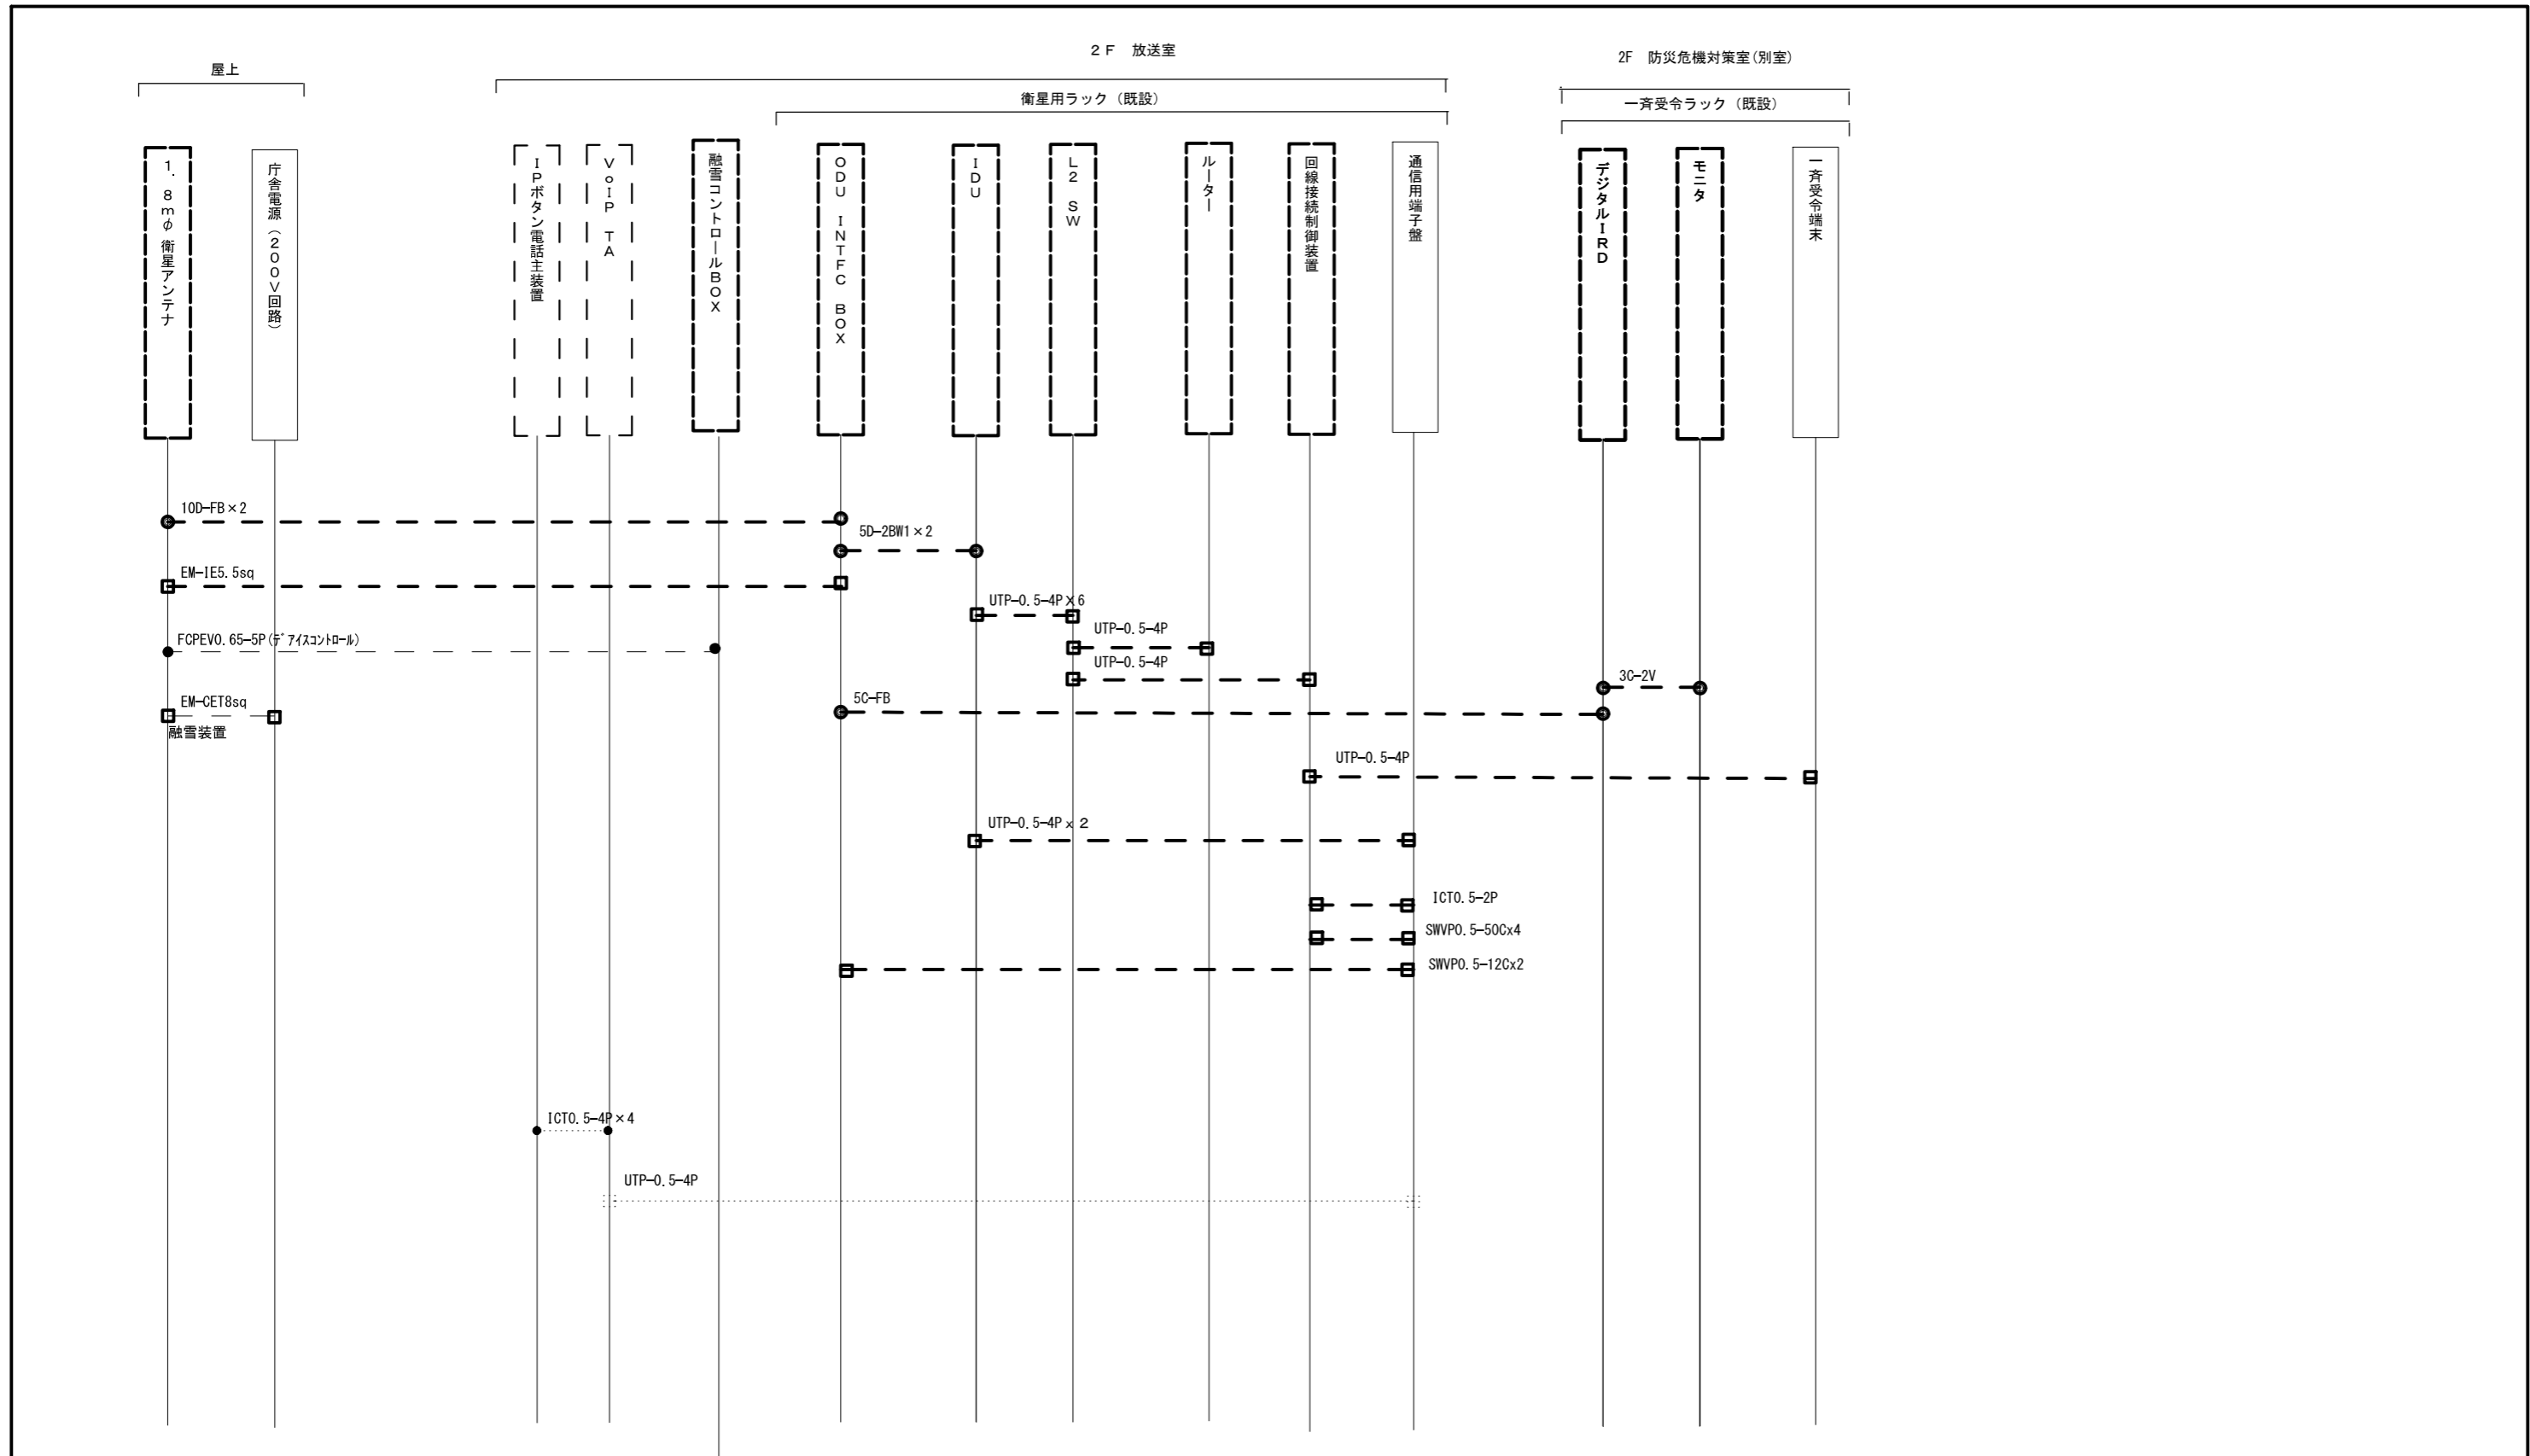 屋上
２Ｆ　放送室
2F　防災危機対策室(別室)
衛星用ラック（既設）
一斉受令ラック（既設）
１．８ｍφ 衛星アンテナ
庁舎電源（２００Ｖ回路）
ＩＰボタン電話主装置
ＶｏＩＰ　ＴＡ
融雪コントロールＢＯＸ
ＯＤＵ　ＩＮＴＦＣ　ＢＯＸ
ＩＤＵ
Ｌ２　ＳＷ
ルーター
回線接続制御装置
通信用端子盤
デジタルＩＲＤ
モニタ
一斉受令端末
10D-FB×2
5D-2BW1×2
EM-IE5.5sq
UTP-0.5-4P×6
UTP-0.5-4P
FCPEV0.65-5P(ﾃﾞｱｲｽｺﾝﾄﾛｰﾙ)
UTP-0.5-4P
3C-2V
EM-CET8sq
5C-FB
融雪装置
UTP-0.5-4P
UTP-0.5-4P×２
ICT0.5-2P
SWVP0.5-50Cx4
SWVP0.5-12Cx2
ICT0.5-4P×4
UTP-0.5-4P